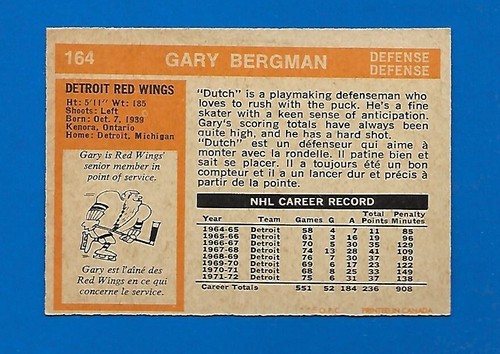 164
GARY BERGMAN
DEFENSE
DEFENSE
DETROIT RED WINGS
Ht: 5'11" Wt: 185
Shoots: Left
Born: Oct. 7, 1939
Kenora, Ontario
Home: Detroit, Michigan
Gary is Red Wings'
senior member in
point of service.
Gary est l'aîné des
Red Wings en ce qui
concerne le service.
"Dutch" is a playmaking defenseman who
loves to rush with the puck. He's a fine
skater with a keen sense of anticipation.
Gary's scoring totals have always been
quite high, and he has a hard shot.
"Dutch" est un défenseur qui aime à
monter avec la rondelle. Il patine bien et
sait se placer. Il a toujours été un bon
compteur et il a un lancer dur et précis à
partir de la pointe.
NHL CAREER RECORD
Year Team Games G A Total Points Penalty Minutes
1964-65 Detroit 58 4 7 11 85
1965-66 Detroit 61 3 16 19 96
1966-67 Detroit 70 5 30 35 129
1967-68 Detroit 74 13 28 41 109
1968-69 Detroit 76 7 30 37 80
1969-70 Detroit 69 6 17 23 122
1970-71 Detroit 68 8 25 33 149
1971-72 Detroit 75 6 31 37 138
Career Totals 551 52 184 236 908
PRINTED IN CANADA